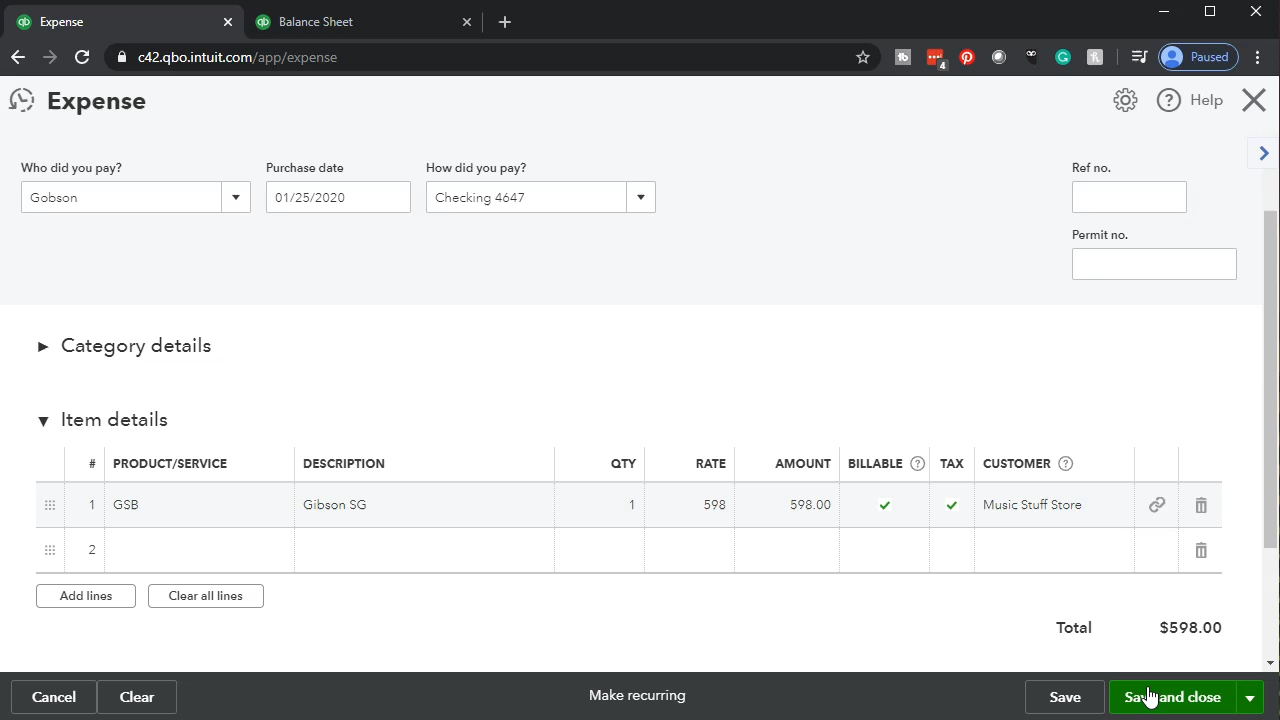 Expense
Balance Sheet
c42.qbo.intuit.com/app/expense
4
Paused
Expense
Help
Who did you pay?
Purchase date
How did you pay?
Ref no.
Gobson
01/25/2020
Checking 4647
Permit no.
Category details
Item details
# PRODUCT/SERVICE DESCRIPTION QTY RATE AMOUNT BILLABLE ? TAX CUSTOMER ?
1 GSB Gibson SG 1 598 598.00 Music Stuff Store
2
Add lines
Clear all lines
Total $598.00
Cancel
Clear
Make recurring
Save
Save and close